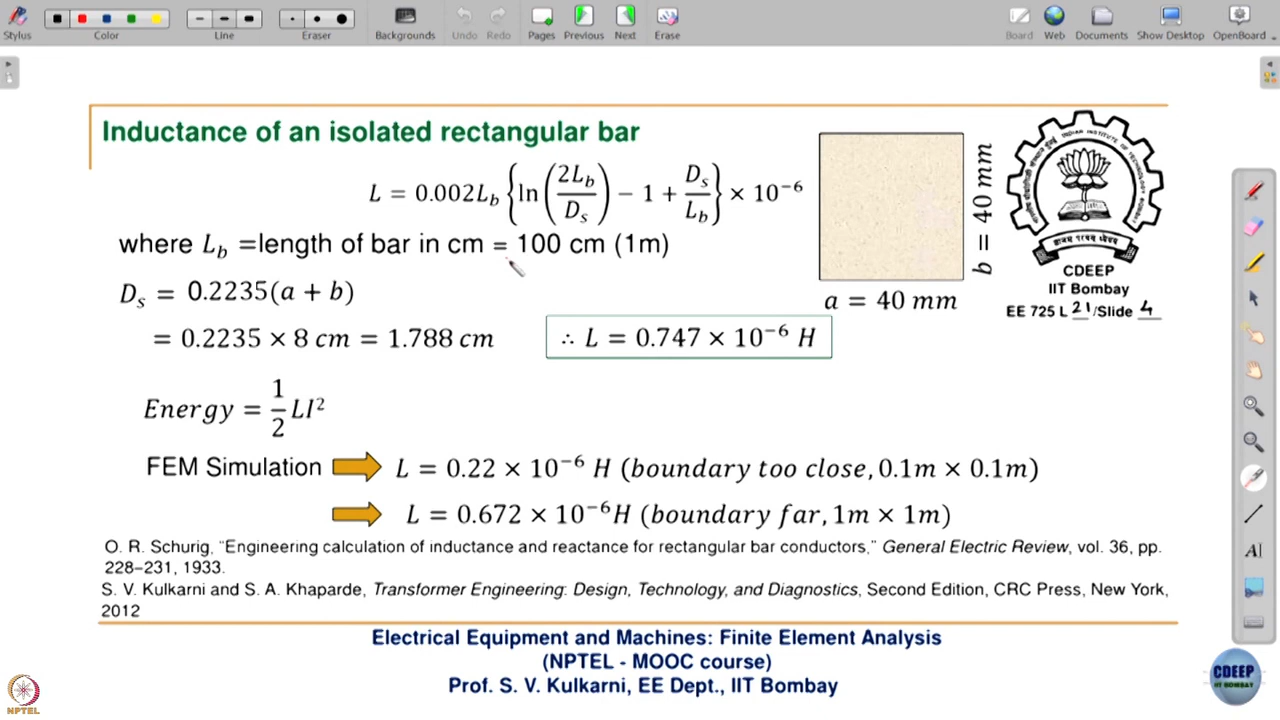 Stylus
Color
Line
Eraser
Backgrounds
Undo
Redo
Pages
Previous
Next
Erase
Board
Web
Documents
Show Desktop
OpenBoard
Inductance of an isolated rectangular bar
L = 0.002L_b {ln(2L_b/D_s) − 1 + D_s/L_b} × 10⁻⁶
where L_b =length of bar in cm = 100 cm (1m)
D_s = 0.2235(a + b)
= 0.2235 × 8 cm = 1.788 cm
∴ L = 0.747 × 10⁻⁶ H
b = 40 mm
a = 40 mm
CDEEP
IIT Bombay
EE 725 L 21/Slide 4
Energy = 1/2 LI²
FEM Simulation L = 0.22 × 10⁻⁶ H (boundary too close, 0.1m × 0.1m)
L = 0.672 × 10⁻⁶H (boundary far, 1m × 1m)
O. R. Schurig, “Engineering calculation of inductance and reactance for rectangular bar conductors,” General Electric Review, vol. 36, pp.
228–231, 1933.
S. V. Kulkarni and S. A. Khaparde, Transformer Engineering: Design, Technology, and Diagnostics, Second Edition, CRC Press, New York,
2012
Electrical Equipment and Machines: Finite Element Analysis
(NPTEL - MOOC course)
Prof. S. V. Kulkarni, EE Dept., IIT Bombay
NPTEL
CDEEP
IIT BOMBAY